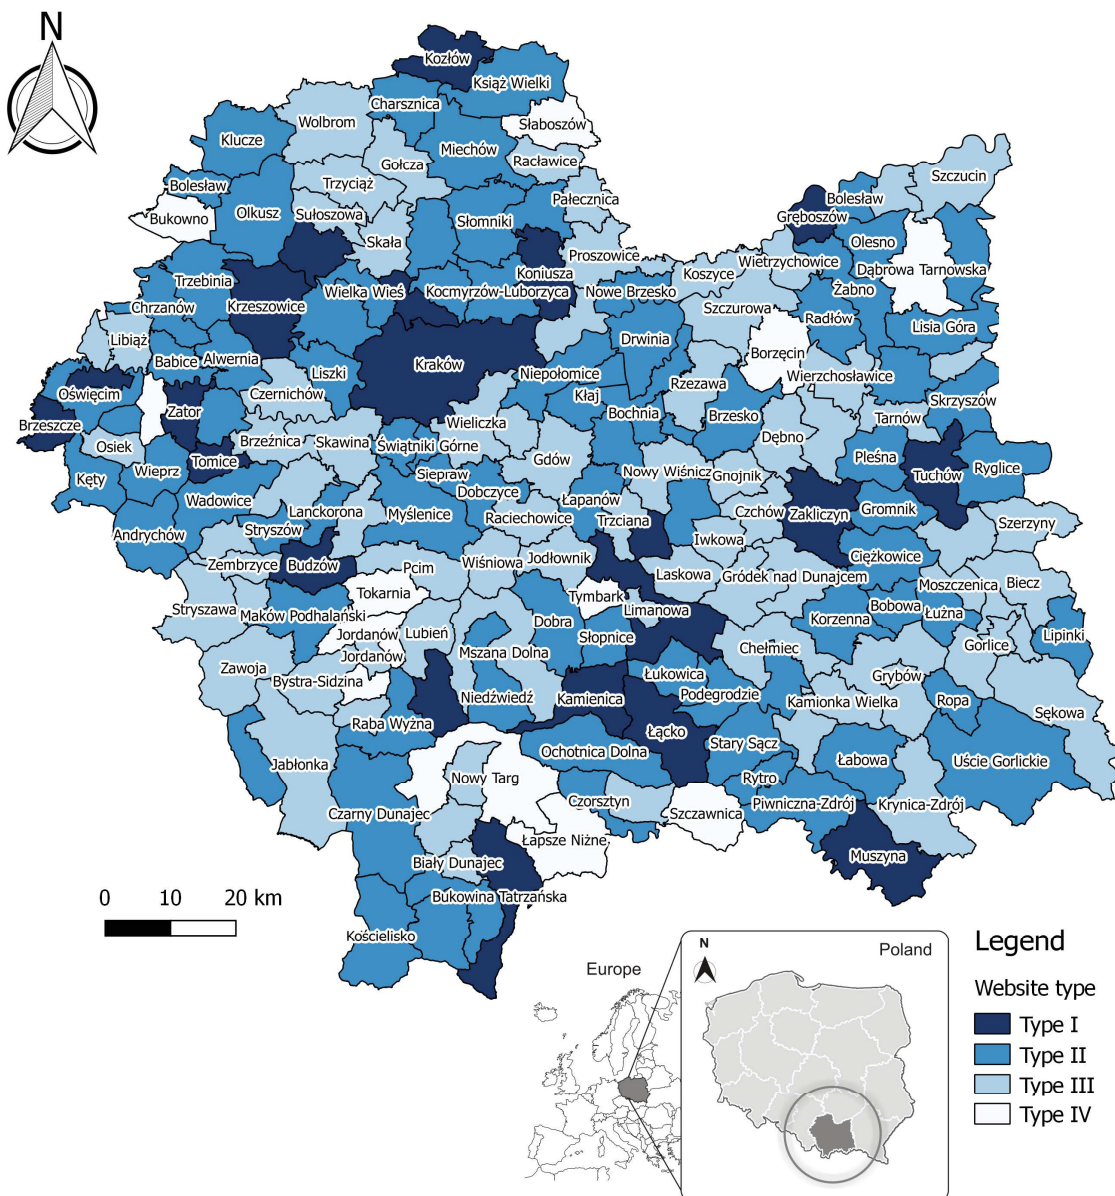 N
Kozłów
Książ Wielki
Charsznica
Słaboszów
Wolbrom
Klucze
Miechów
Racławice
Gołcza
Szczucin
Trzyciąż
Bolesław
Pałecznica
Bolesław
Bukowno
Olkusz
Sułoszowa
Słomniki
Gręboszów
Skała
Olesno
Proszowice
Wietrzychowice
Koniusza
Koszyce
Dąbrowa Tarnowska
Trzebinia
Wielka Wieś
Kocmyrzów-Luborzyca
Nowe Brzesko
Żabno
Chrzanów
Krzeszowice
Szczurowa
Radłów
Lisia Góra
Libiąż
Drwinia
Babice
Alwernia
Kraków
Borzęcin
Liszki
Niepołomice
Wierzchosławice
Oświęcim
Czernichów
Kłaj
Rzezawa
Skrzyszów
Zator
Bochnia
Brzesko
Tarnów
Brzeszcze
Wieliczka
Osiek
Brzeźnica
Skawina
Świątniki Górne
Dębno
Tomice
Gdów
Pleśna
Wieprz
Siepraw
Nowy Wiśnicz
Gnojnik
Tuchów
Ryglice
Kęty
Dobczyce
Wadowice
Łapanów
Lanckorona
Myślenice
Czchów
Zakliczyn
Gromnik
Raciechowice
Trzciana
Andrychów
Stryszów
Szerzyny
Iwkowa
Ciężkowice
Zembrzyce
Budzów
Pcim
Wiśniowa
Jodłownik
Laskowa
Gródek nad Dunajcem
Moszczenica
Biecz
Tokarnia
Tymbark
Stryszawa
Maków Podhalański
Limanowa
Bobowa
Łużna
Dobra
Korzenna
Jordanów
Lubień
Słopnice
Lipinki
Chełmiec
Gorlice
Jordanów
Mszana Dolna
Zawoja
Łukowica
Grybów
Bystra-Sidzina
Niedźwiedź
Kamienica
Podegrodzie
Kamionka Wielka
Ropa
Sękowa
Raba Wyżna
Łącko
Stary Sącz
Ochotnica Dolna
Łabowa
Uście Gorlickie
Jabłonka
Nowy Targ
Rytro
Czorsztyn
Piwniczna-Zdrój
Krynica-Zdrój
Czarny Dunajec
Szczawnica
Łapsze Niżne
Biały Dunajec
Muszyna
Bukowina Tatrzańska
Kościelisko
0 10 20 km
Legend
Website type
Type I
Type II
Type III
Type IV
Europe
N
Poland